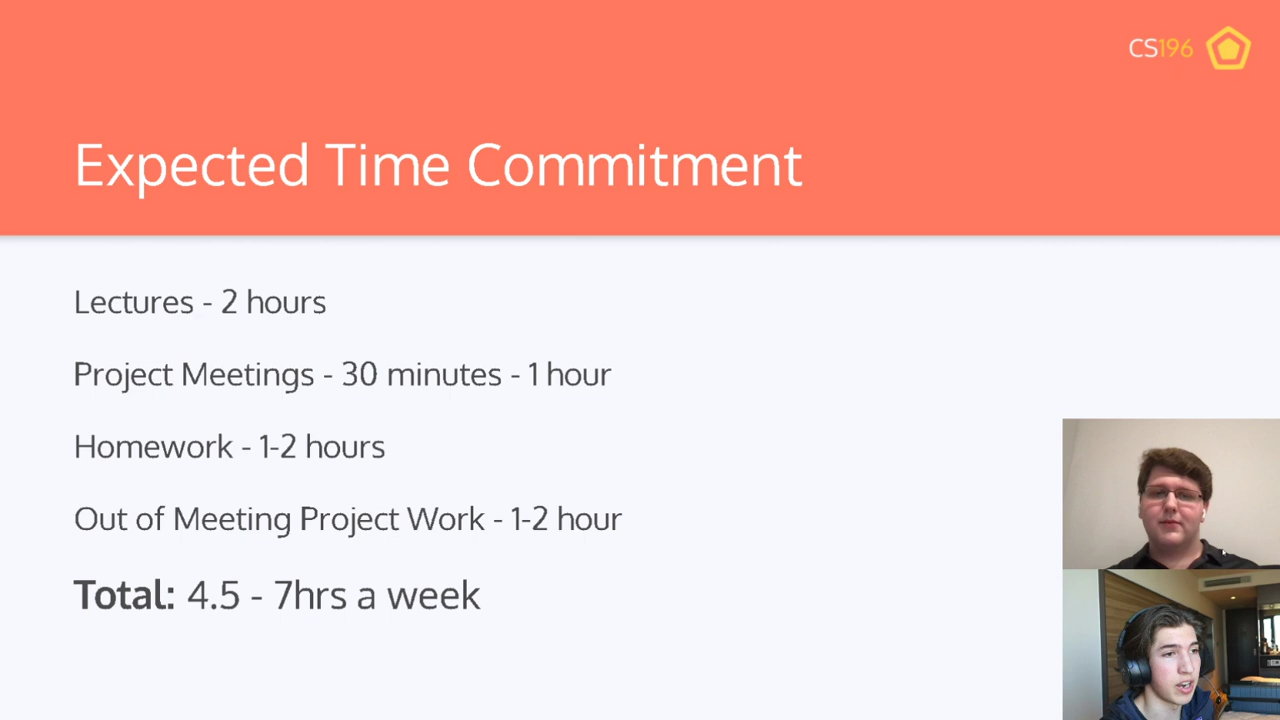 CS196
Expected Time Commitment
Lectures - 2 hours
Project Meetings - 30 minutes - 1 hour
Homework - 1-2 hours
Out of Meeting Project Work - 1-2 hour
Total: 4.5 - 7hrs a week